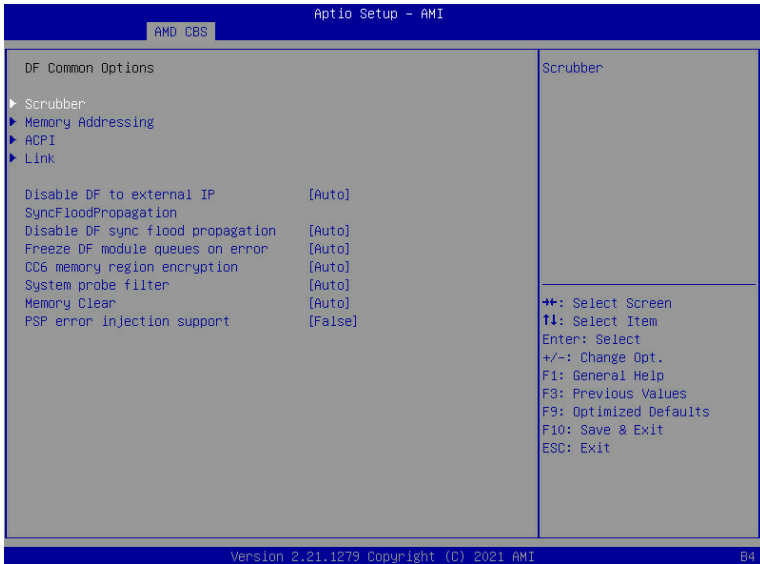 Aptio Setup – AMI
AMD CBS
DF Common Options
Scrubber
Memory Addressing
ACPI
Link
Disable DF to external IP [Auto]
SyncFloodPropagation
Disable DF sync flood propagation [Auto]
Freeze DF module queues on error [Auto]
CC6 memory region encryption [Auto]
System probe filter [Auto]
Memory Clear [Auto]
PSP error injection support [False]
Scrubber
→←: Select Screen
↑↓: Select Item
Enter: Select
+/-: Change Opt.
F1: General Help
F3: Previous Values
F9: Optimized Defaults
F10: Save & Exit
ESC: Exit
Version 2.21.1279 Copyright (C) 2021 AMI
B4